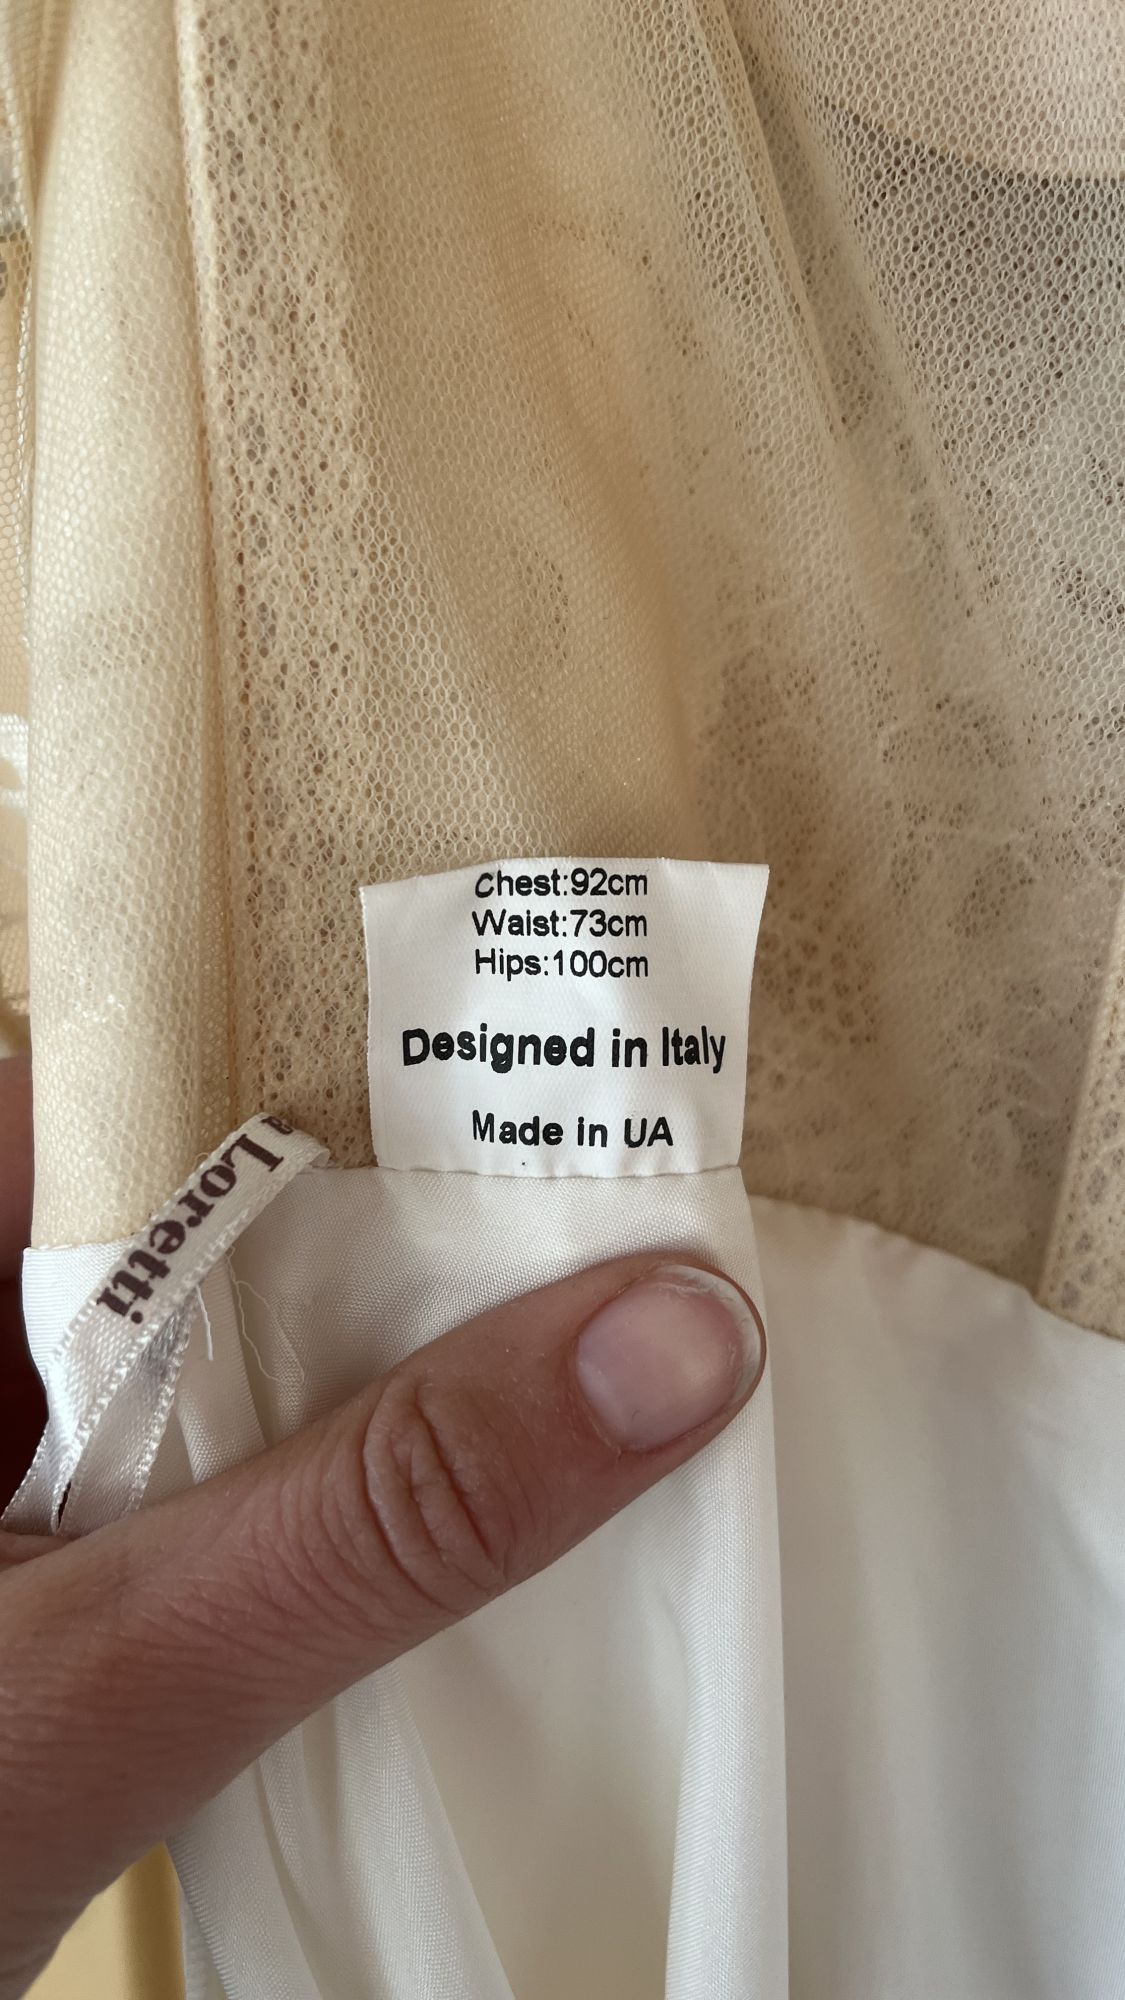 Chest:92cm
Waist:73cm
Hips:100cm
Designed in Italy
Made in UA
a Loretti